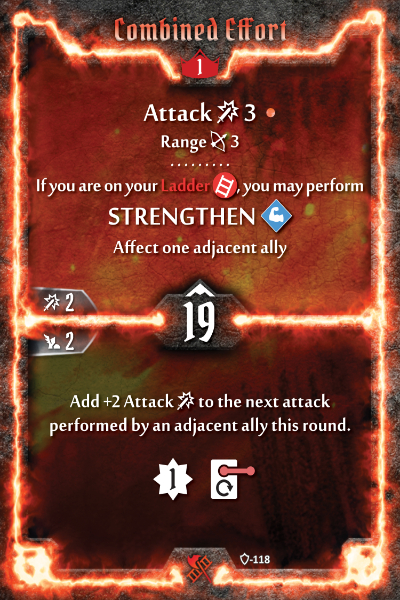 Combined Effort
1
Attack 3
Range 3
If you are on your Ladder , you may perform
STRENGTHEN
Affect one adjacent ally
2
19
2
Add +2 Attack to the next attack
performed by an adjacent ally this round.
1
-118